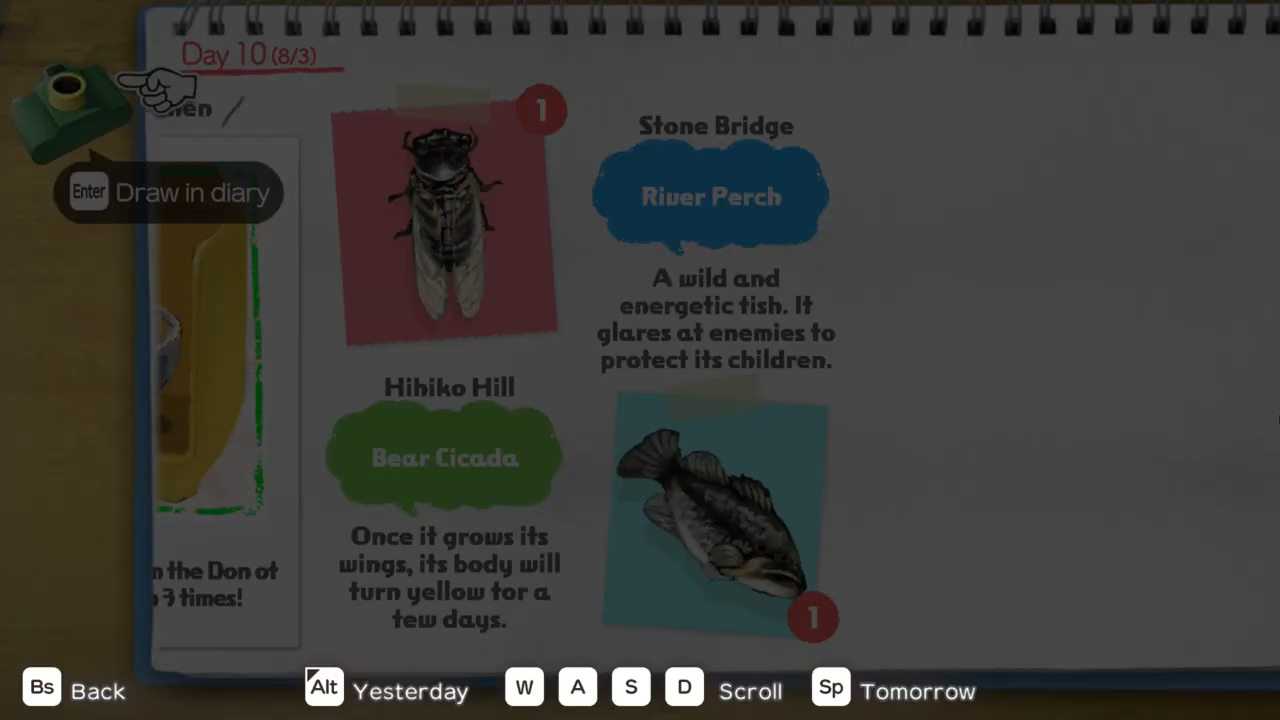 Day 10 (8/3)
Enter Draw in diary
n the Don of
3 times!
1
Hihiko Hill
Bear Cicada
Once it grows its
wings, its body will
turn yellow for a
few days.
Stone Bridge
River Perch
A wild and
energetic fish. It
glares at enemies to
protect its children.
1
Bs Back
Alt Yesterday
W A S D Scroll
Sp Tomorrow